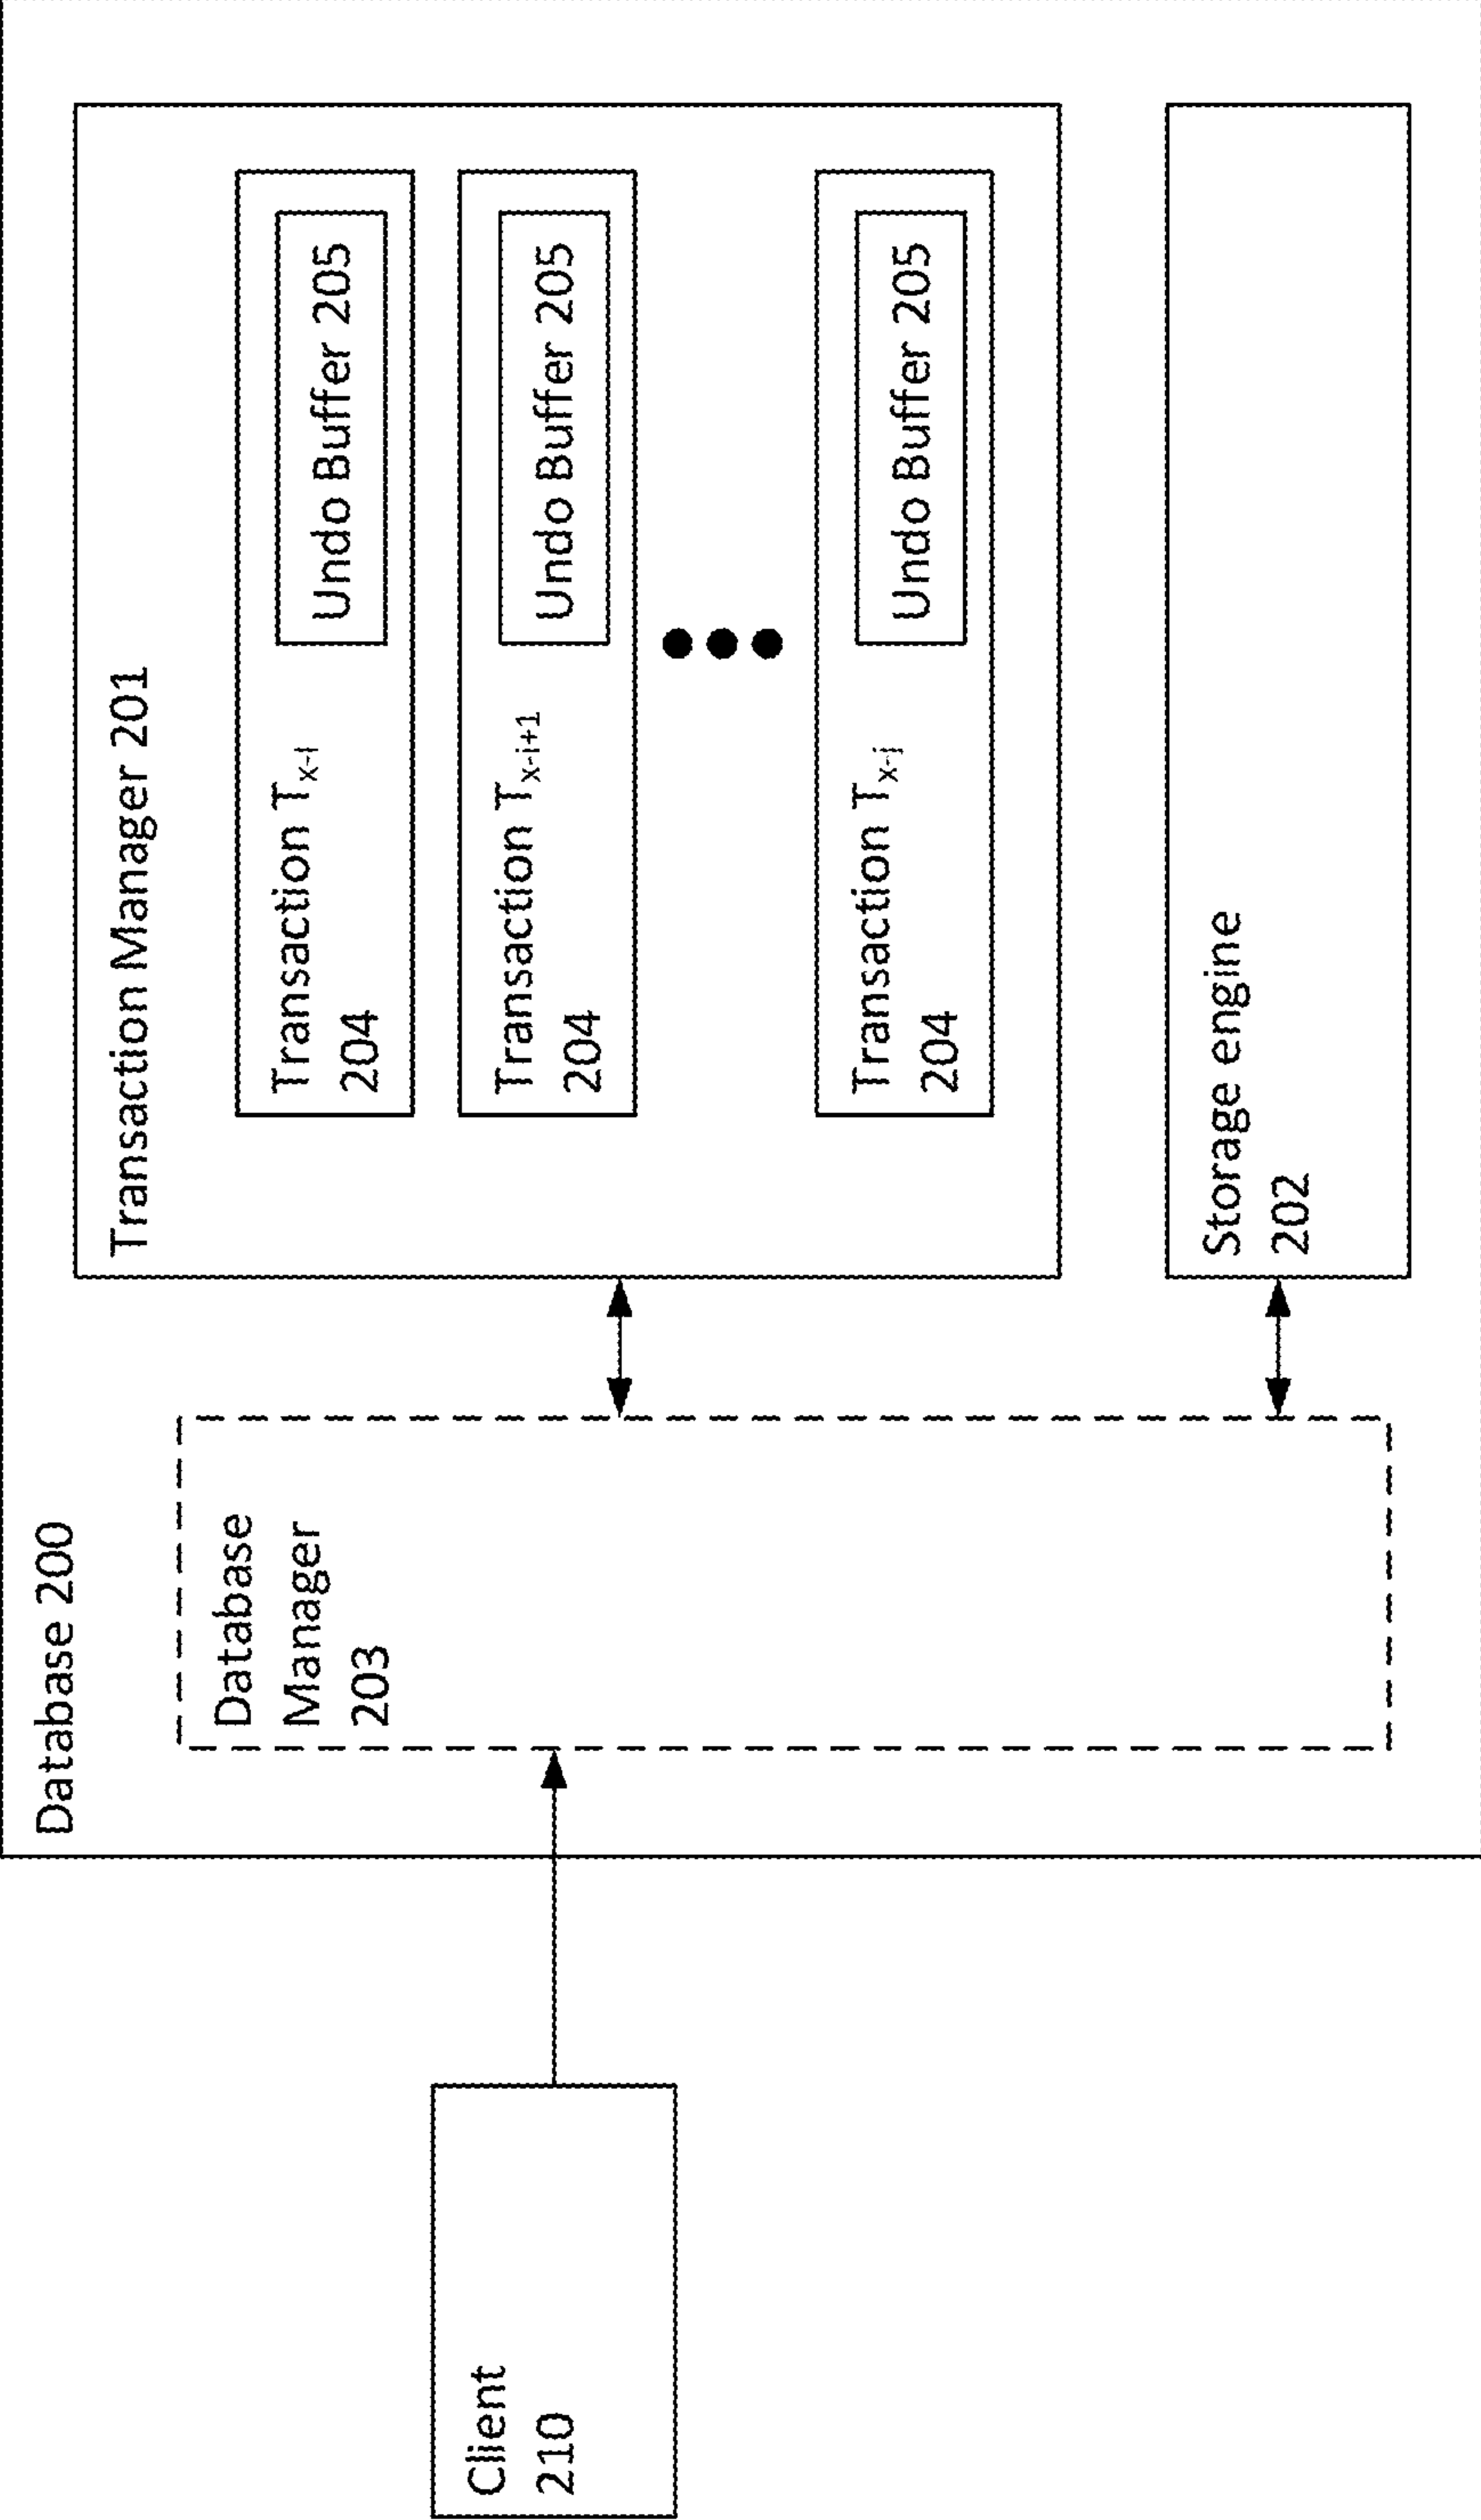 Database 200
Client
210
Database
Manager
203
Transaction Manager 201
Transaction Tx-i
204
Undo Buffer 205
Transaction Tx-i+1
204
Undo Buffer 205
Transaction Tx-j
204
Undo Buffer 205
Storage engine
202